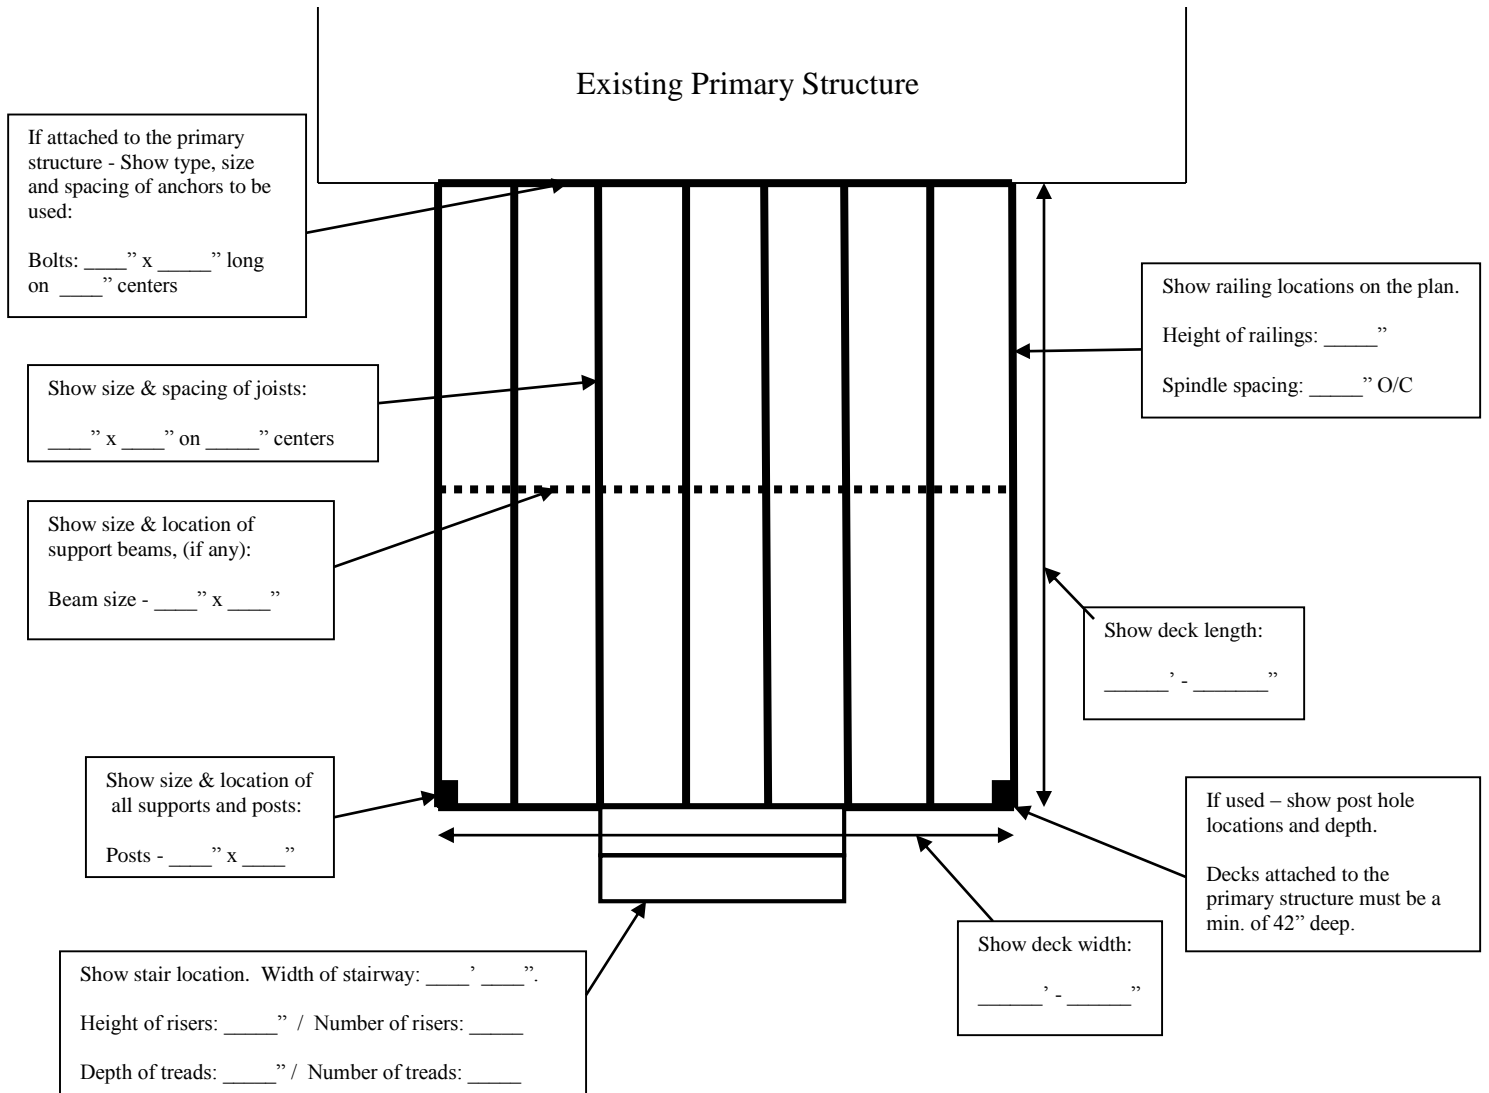 Existing Primary Structure
If attached to the primary
structure - Show type, size
and spacing of anchors to be
used:
Bolts: ____” x _____” long
on ____” centers
Show size & spacing of joists:
____” x ____” on _____” centers
Show size & location of
support beams, (if any):
Beam size - ____” x ____”
Show size & location of
all supports and posts:
Posts - ____” x ____”
Show stair location. Width of stairway: ____’ ____”.
Height of risers: _____” / Number of risers: _____
Depth of treads: _____” / Number of treads: _____
Show railing locations on the plan.
Height of railings: _____”
Spindle spacing: _____” O/C
Show deck length:
______’ - _______”
If used – show post hole
locations and depth.
Decks attached to the
primary structure must be a
min. of 42” deep.
Show deck width:
______’ - ______”